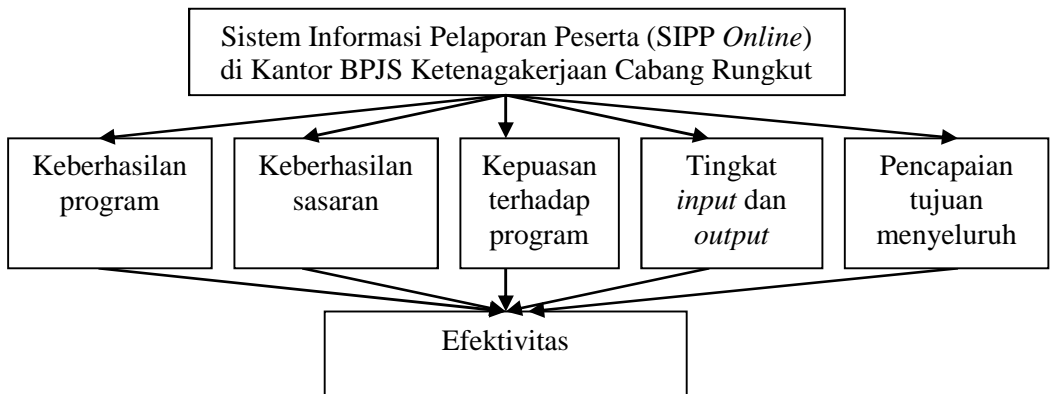 Sistem Informasi Pelaporan Peserta (SIPP Online)
di Kantor BPJS Ketenagakerjaan Cabang Rungkut
Keberhasilan
program
Keberhasilan
sasaran
Kepuasan
terhadap
program
Tingkat
input dan
output
Pencapaian
tujuan
menyeluruh
Efektivitas